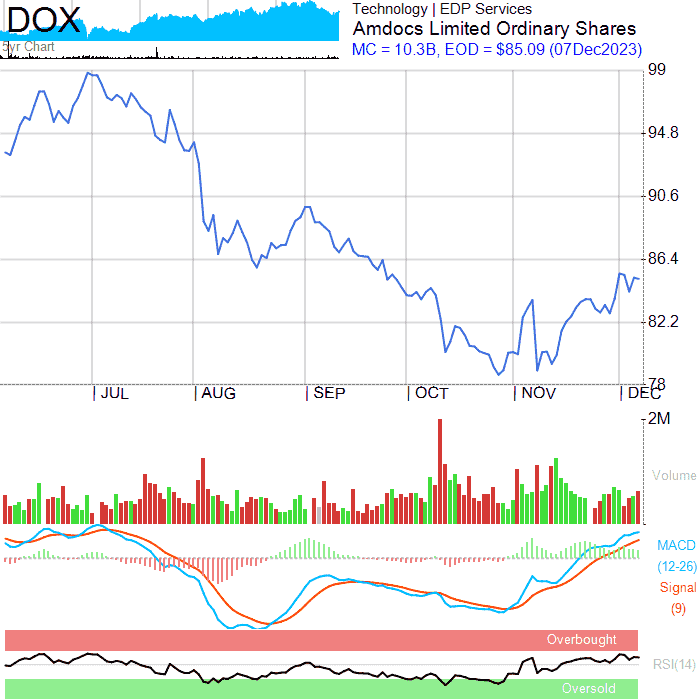 DOX
5yr Chart
Technology | EDP Services
Amdocs Limited Ordinary Shares
MC = 10.3B, EOD = $85.09 (07Dec2023)
99
94.8
90.6
86.4
82.2
78
JUL AUG SEP OCT NOV DEC
2M
Volume
MACD
(12-26)
Signal
(9)
Overbought
RSI(14)
Oversold